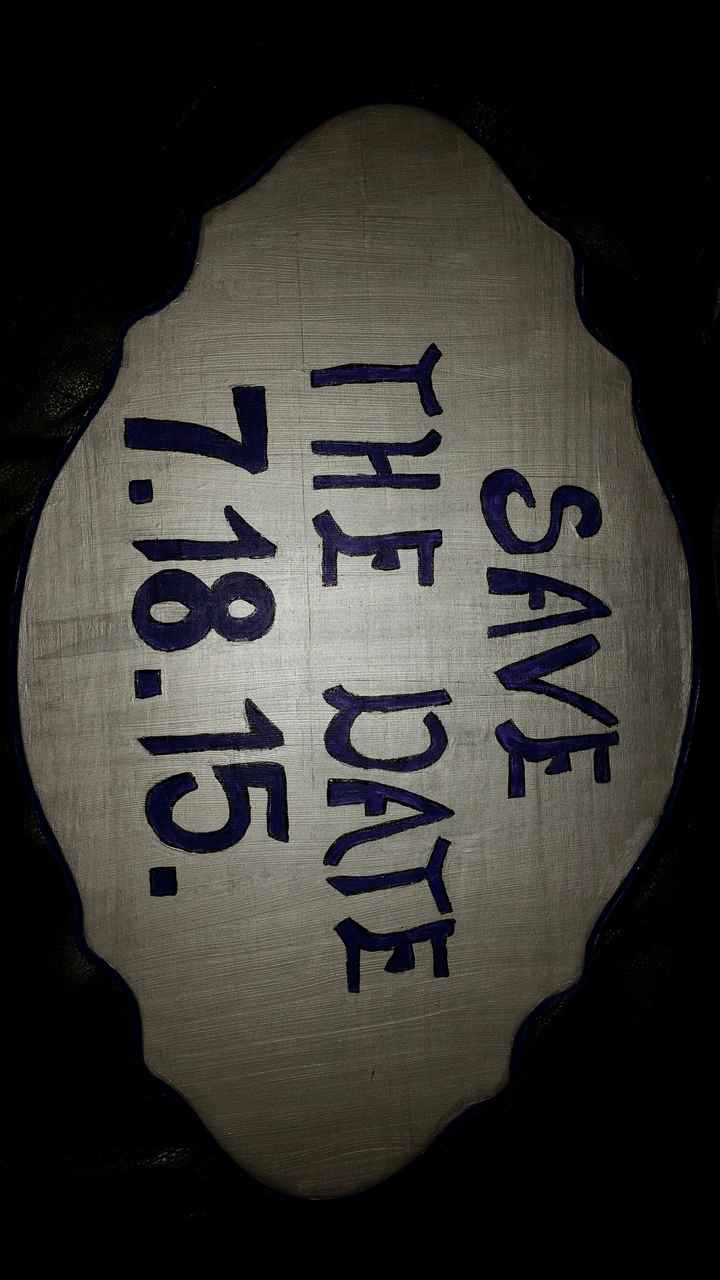 SAVE
THE DATE
7.18.15.